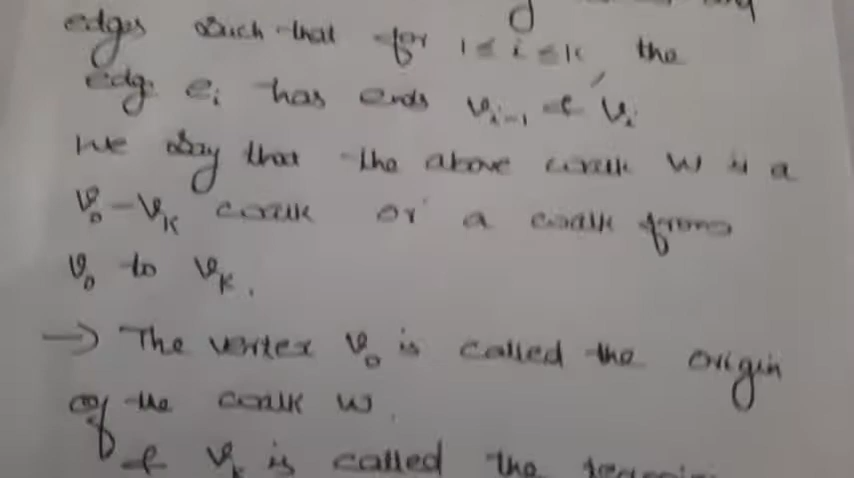 edges such that for 1 ≤ i ≤ k, the
edge eᵢ has ends vᵢ₋₁ & vᵢ
we say that the above walk W is a
v₀ - vₖ walk or a walk from
v₀ to vₖ.
→ The vertex v₀ is called the origin
of the walk W.
& vₖ is called the